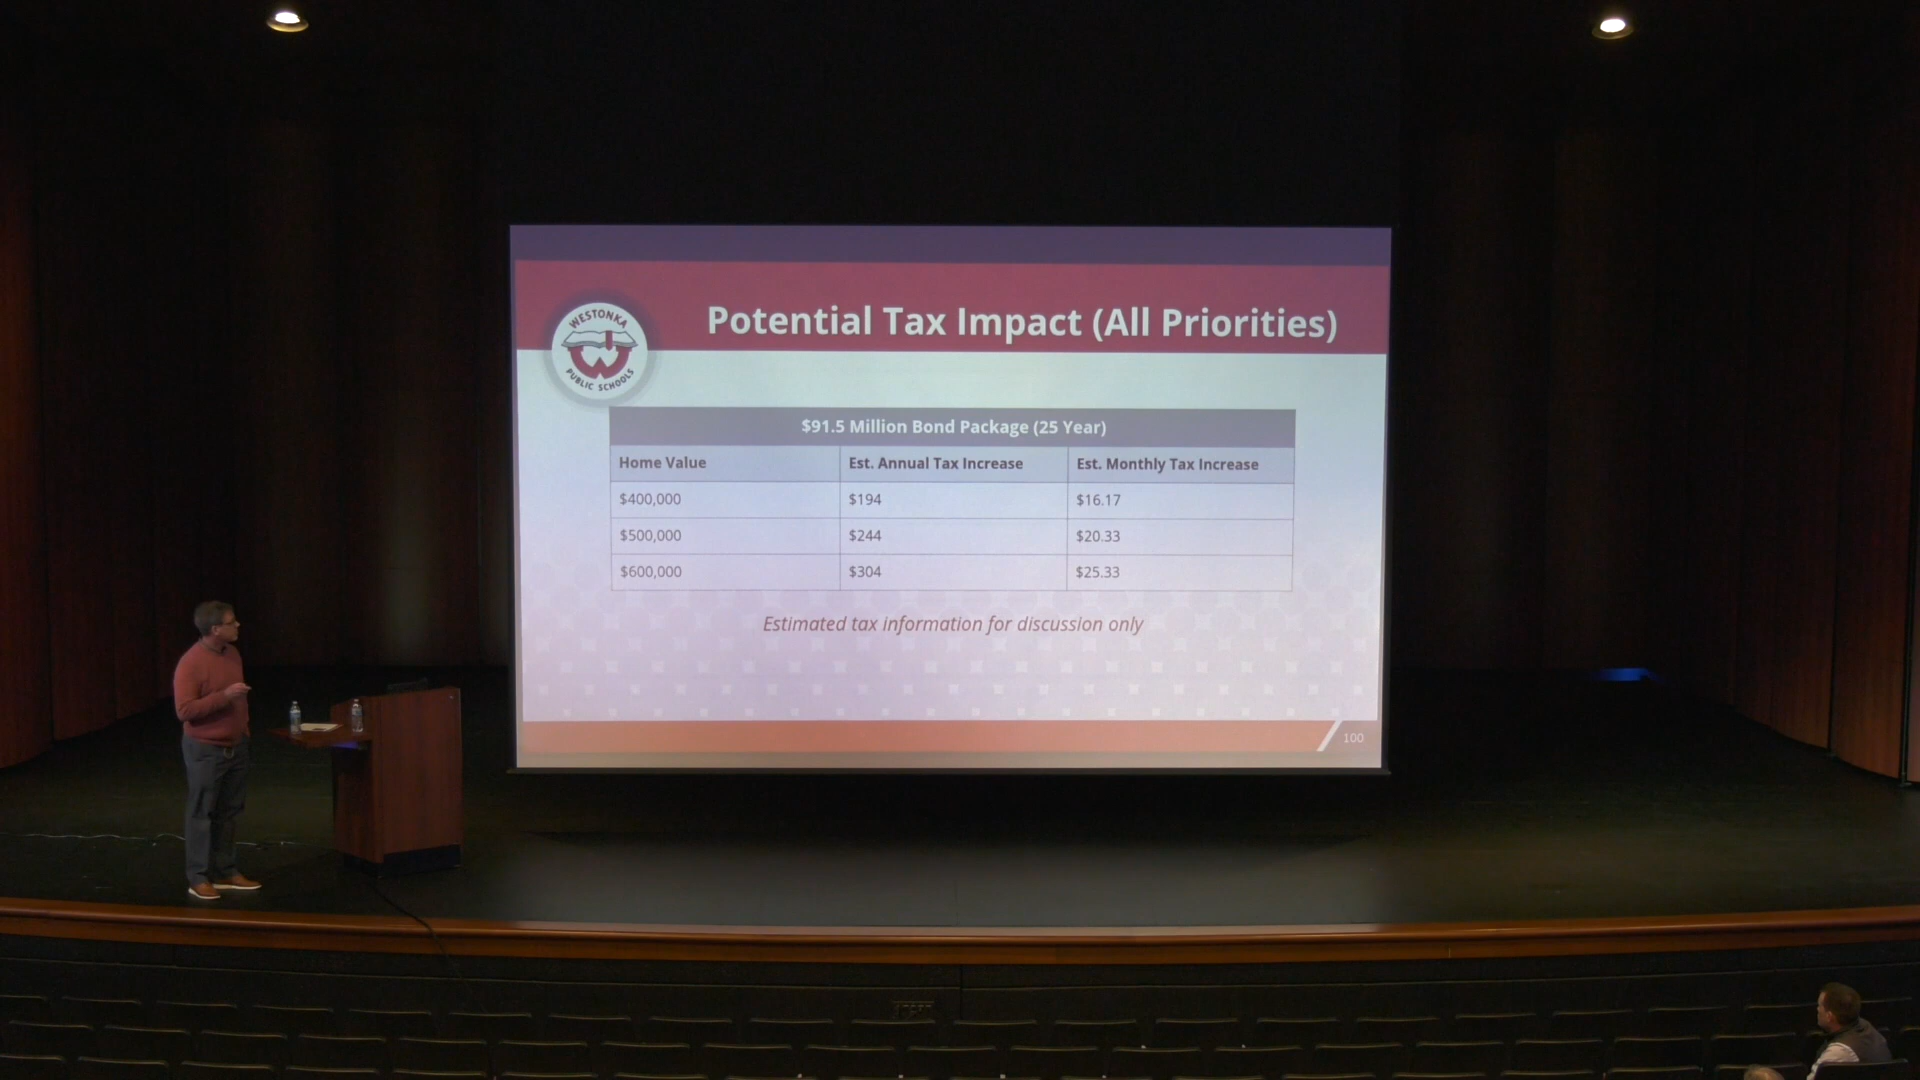 WESTONKA
PUBLIC SCHOOLS
Potential Tax Impact (All Priorities)
$91.5 Million Bond Package (25 Year)
Home Value Est. Annual Tax Increase Est. Monthly Tax Increase
$400,000 $194 $16.17
$500,000 $244 $20.33
$600,000 $304 $25.33
Estimated tax information for discussion only
100